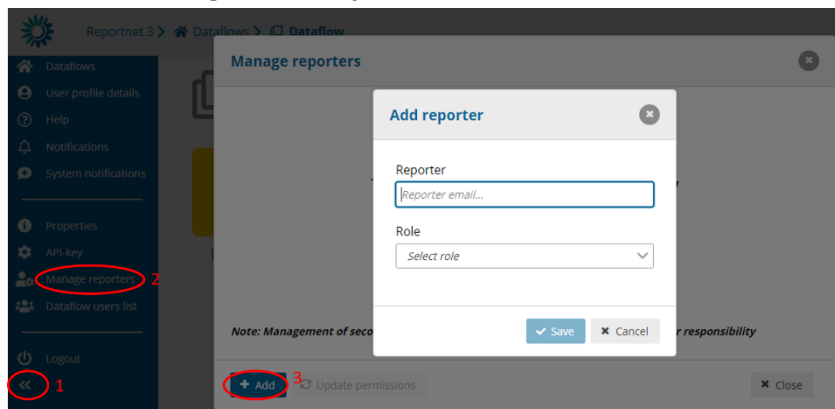 Reportnet 3 > Dataflows > Dataflow
Dataflows
User profile details
Help
Notifications
System notifications
Properties
API-key
Manage reporters 2
Dataflow users list
Logout
1
Manage reporters
Add reporter
Reporter
Reporter email...
Role
Select role
Save Cancel
Note: Management of seco
r responsibility
+ Add 3 Update permissions
Close